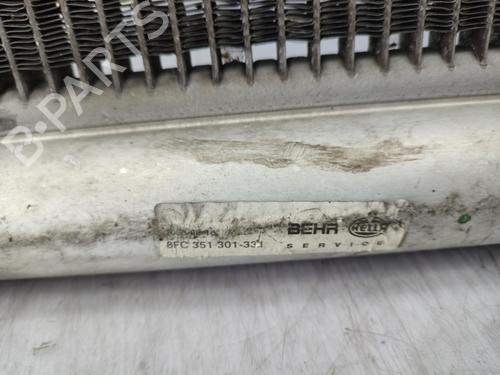 B-PARTS
8FC 351 301-331
BEHR HELLA
SERVICE